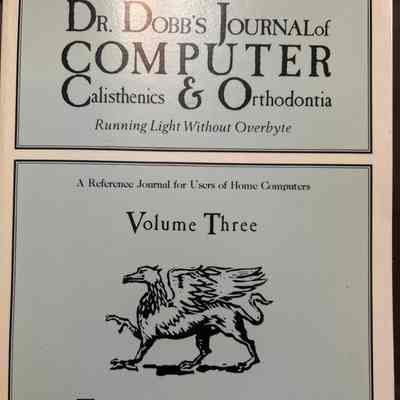 DR. DOBB'S JOURNAL of
COMPUTER
Calisthenics & Orthodontia
Running Light Without Overbyte
A Reference Journal for Users of Home Computers
Volume Three